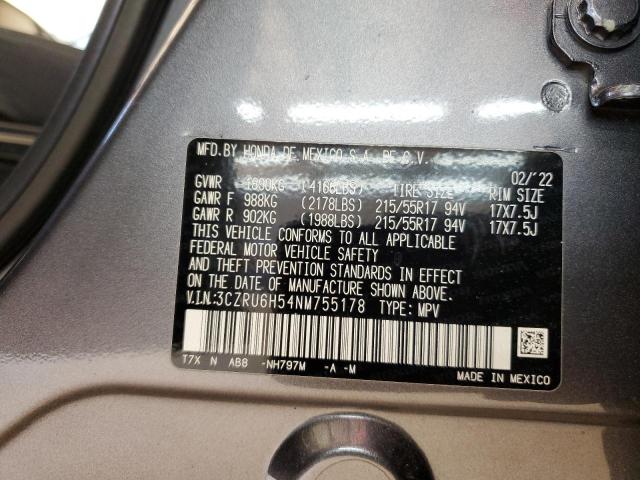 MFD.BY HONDA DE MEXICO S.A. DE C.V.
02/'22
GVWR 1890KG (4168LBS) TIRE SIZE RIM SIZE
GAWR F 988KG (2178LBS) 215/55R17 94V 17X7.5J
GAWR R 902KG (1988LBS) 215/55R17 94V 17X7.5J
THIS VEHICLE CONFORMS TO ALL APPLICABLE
FEDERAL MOTOR VEHICLE SAFETY
AND THEFT PREVENTION STANDARDS IN EFFECT
ON THE DATE OF MANUFACTURE SHOWN ABOVE.
V.I.N.:3CZRU6H54NM755178 TYPE: MPV
T7X N AB8 -NH797M -A -M
MADE IN MEXICO